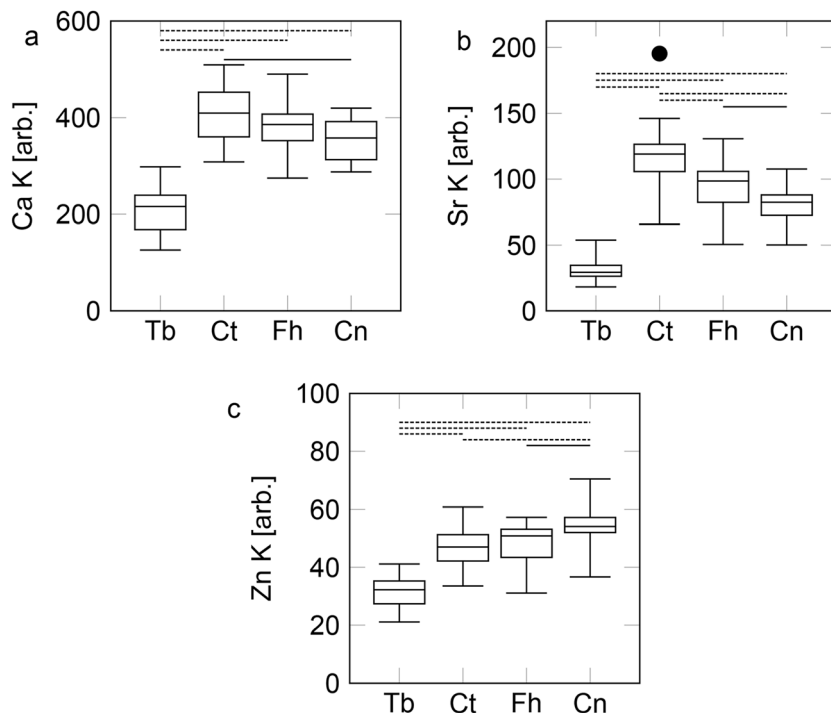 a
Ca K [arb.]
600
400
200
0
Tb Ct Fh Cn
b
Sr K [arb.]
200
150
100
50
0
Tb Ct Fh Cn
c
Zn K [arb.]
100
80
60
40
20
0
Tb Ct Fh Cn